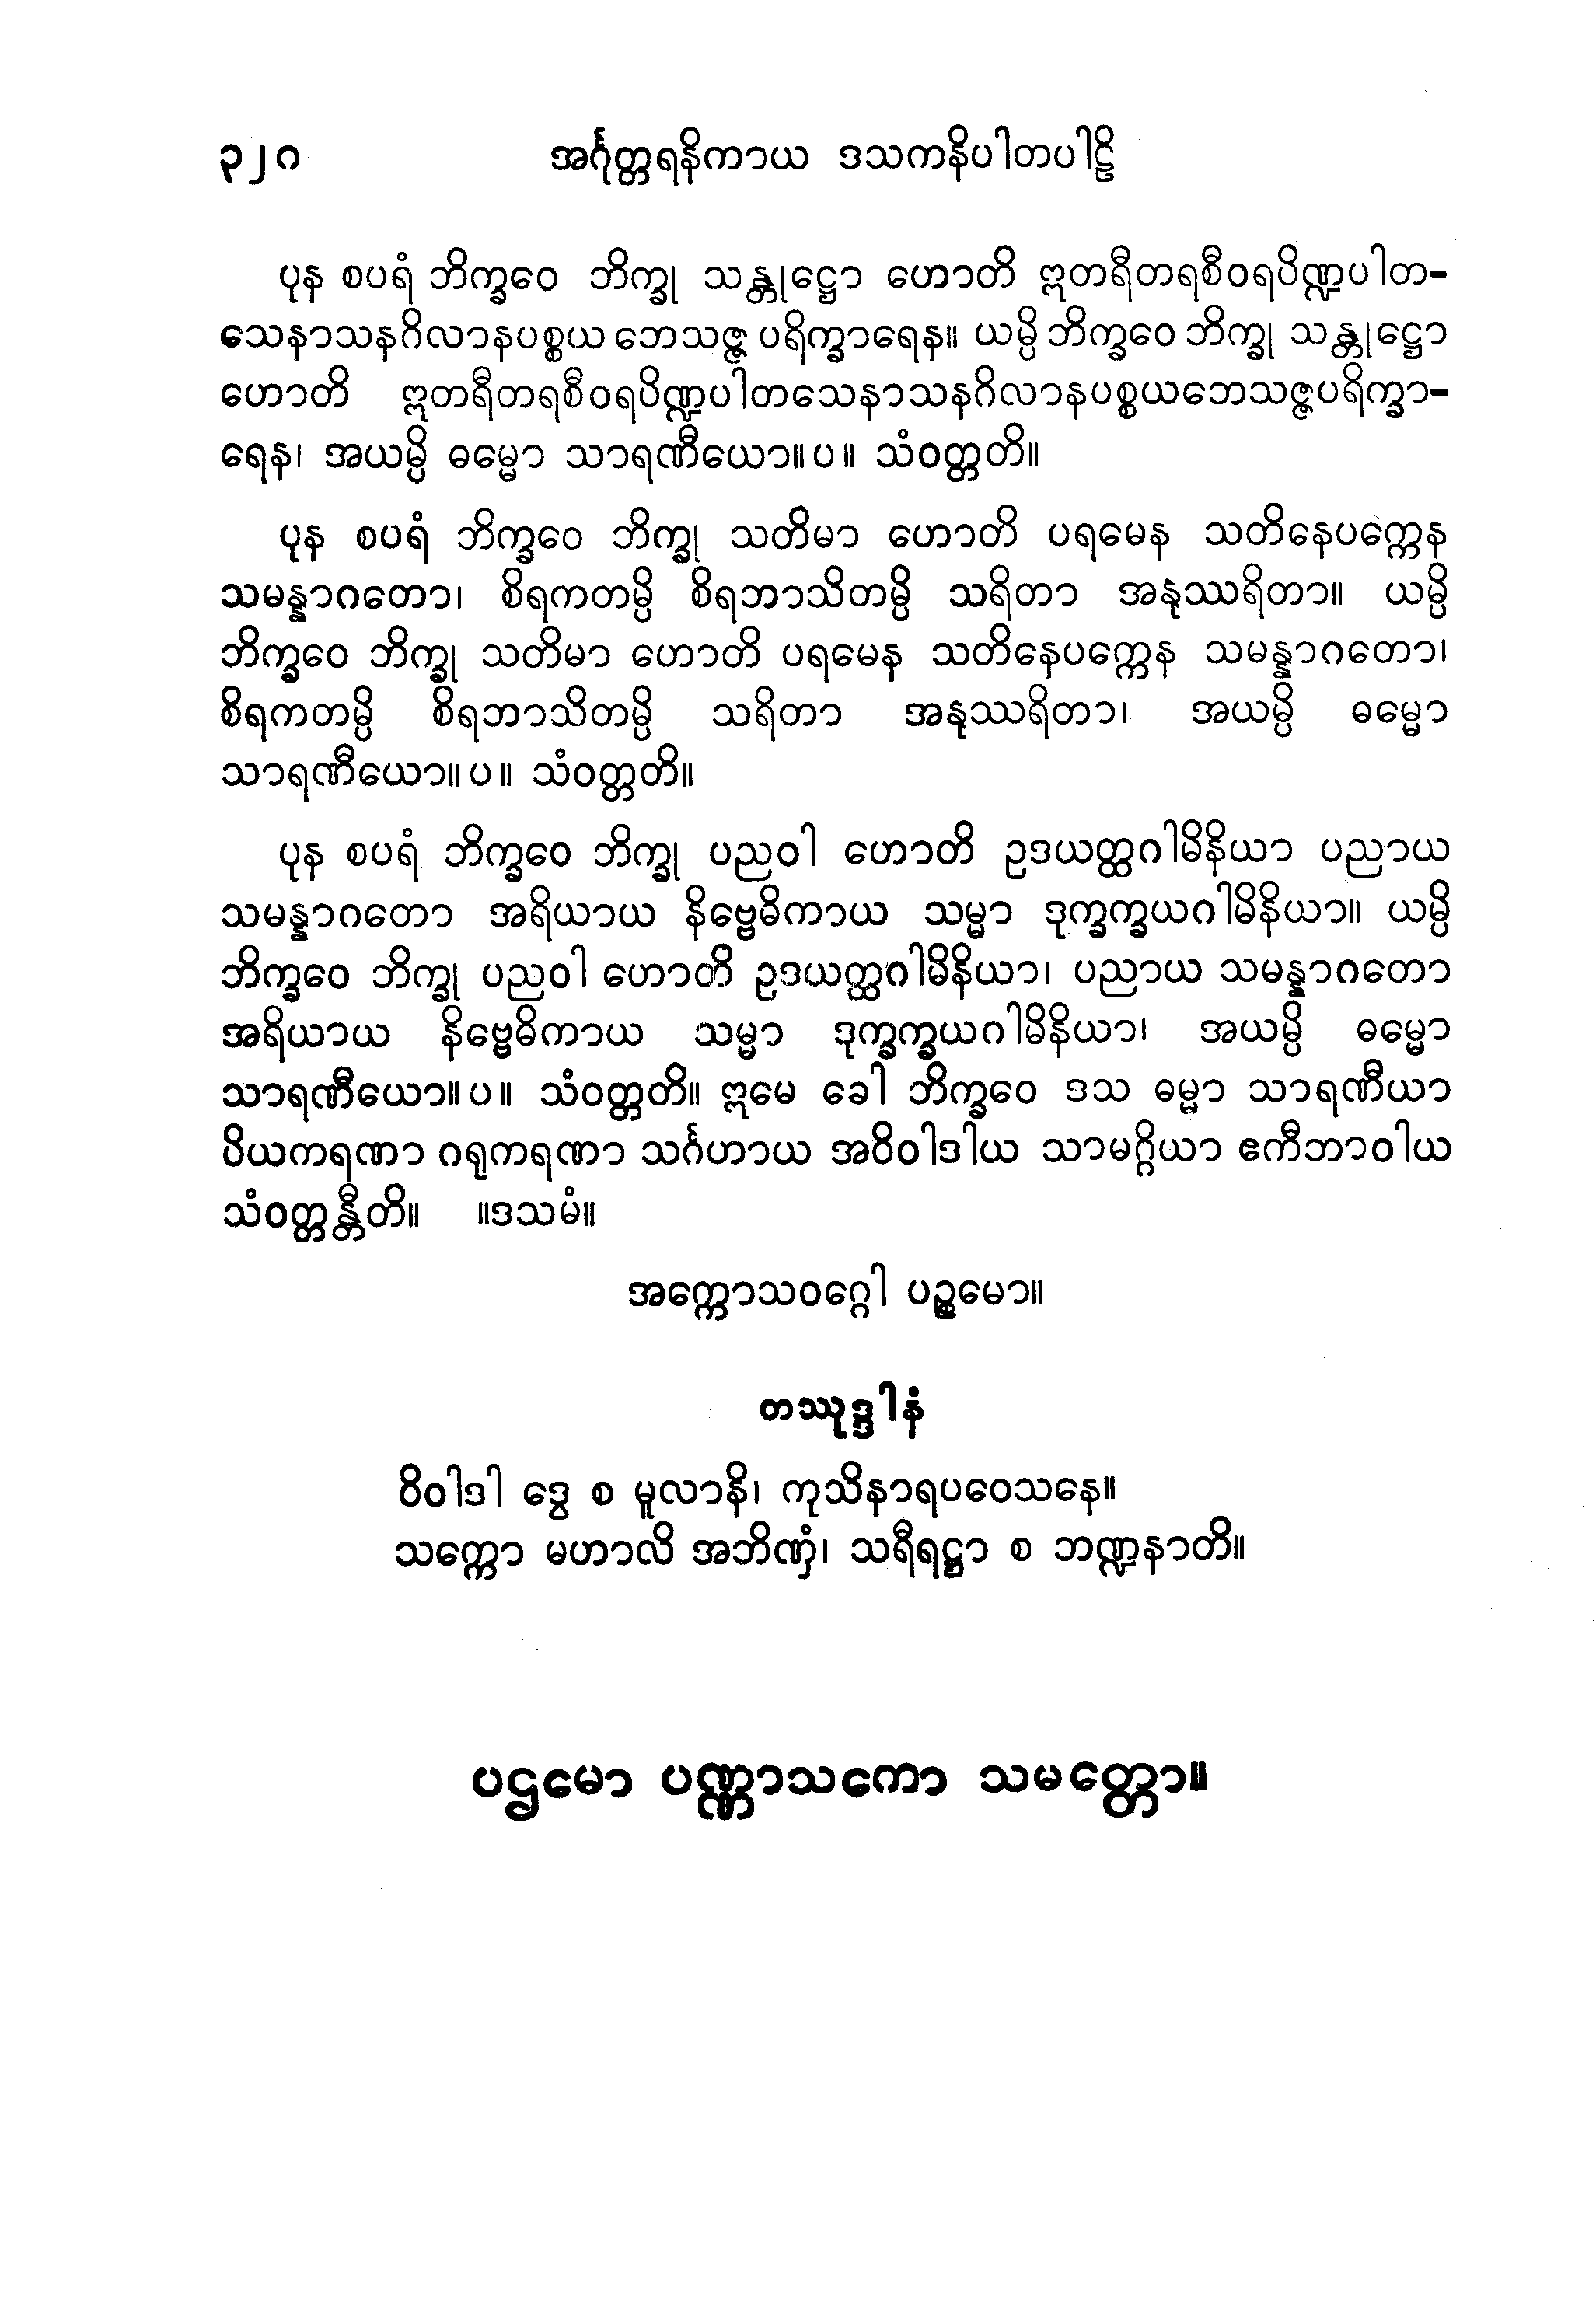 ၃၂၈ အင်္ဂုတ္တရနိကာယ ဒသကနိပါတပါဠိ
ပုန စပရံ ဘိက္ခဝေ ဘိက္ခု သန္တုဋ္ဌော ဟောတိ ဣတရီတရစီဝရပိဏ္ဍပါတ-
သေနာသနဂိလာနပစ္စယ ဘေသဇ္ဇ ပရိက္ခာရေန။ ယမ္ပိ ဘိက္ခဝေ ဘိက္ခု သန္တုဋ္ဌော
ဟောတိ ဣတရီတရစီဝရပိဏ္ဍပါတသေနာသနဂိလာနပစ္စယဘေသဇ္ဇပရိက္ခာ-
ရေန၊ အယမ္ပိ ဓမ္မော သာရဏီယော။ပ။ သံဝတ္တတိ။
ပုန စပရံ ဘိက္ခဝေ ဘိက္ခု သတိမာ ဟောတိ ပရမေန သတိနေပက္ကေန
သမန္နာဂတော၊ စိရကတမ္ပိ စိရဘာသိတမ္ပိ သရိတာ အနုဿရိတာ။ ယမ္ပိ
ဘိက္ခဝေ ဘိက္ခု သတိမာ ဟောတိ ပရမေန သတိနေပက္ကေန သမန္နာဂတော၊
စိရကတမ္ပိ စိရဘာသိတမ္ပိ သရိတာ အနုဿရိတာ၊ အယမ္ပိ ဓမ္မော
သာရဏီယော။ပ။ သံဝတ္တတိ။
ပုန စပရံ ဘိက္ခဝေ ဘိက္ခု ပညဝါ ဟောတိ ဥဒယတ္ထဂါမိနိယာ ပညာယ
သမန္နာဂတော အရိယာယ နိဗ္ဗေဓိကာယ သမ္မာ ဒုက္ခက္ခယဂါမိနိယာ။ ယမ္ပိ
ဘိက္ခဝေ ဘိက္ခု ပညဝါ ဟောတိ ဥဒယတ္ထဂါမိနိယာ၊ ပညာယ သမန္နာဂတော
အရိယာယ နိဗ္ဗေဓိကာယ သမ္မာ ဒုက္ခက္ခယဂါမိနိယာ၊ အယမ္ပိ ဓမ္မော
သာရဏီယော။ပ။ သံဝတ္တတိ။ ဣမေ ခေါ ဘိက္ခဝေ ဒသ ဓမ္မာ သာရဏီယာ
ပိယကရဏာ ဂရုကရဏာ သင်္ဂဟာယ အဝိဝါဒါယ သာမဂ္ဂိယာ ဧကီဘာဝါယ
သံဝတ္တန္တီတိ။ ။ဒသမံ။
အက္ကောသဝဂ္ဂေါ ပဉ္စမော။
တဿုဒ္ဒါနံ
ဝိဝါဒါ ဒွေ စ မူလာနိ၊ ကုသိနာရပဝေသနေ။
သက္ကော မဟာလိ အဘိဏှံ၊ သရီရဋ္ဌာ စ ဘဏ္ဍနာတိ။
ပဌမော ပဏ္ဏာသကော သမတ္တော။